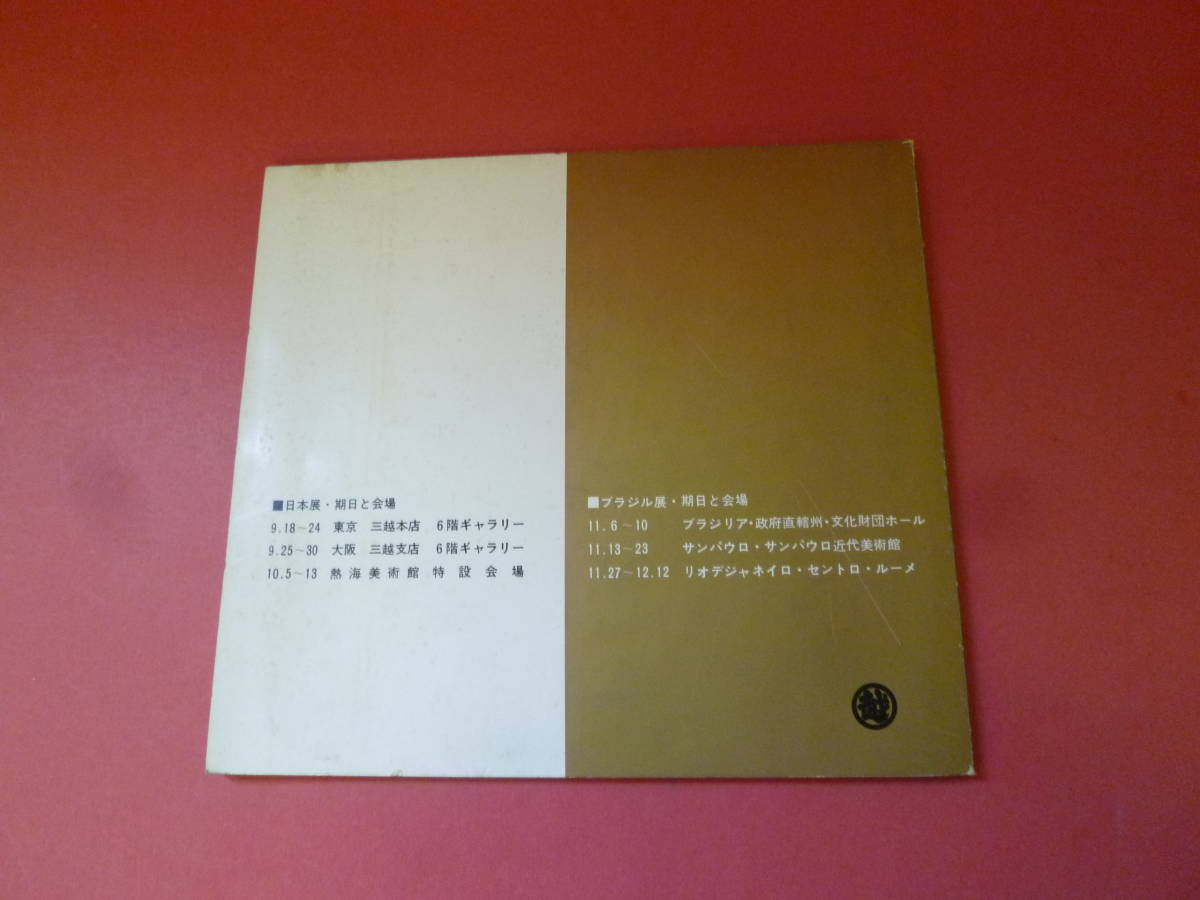 ■日本展・期日と会場
9.18〜24 東京 三越本店 6階ギャラリー
9.25〜30 大阪 三越支店 6階ギャラリー
10.5〜13 熱海美術館 特設会場
■ブラジル展・期日と会場
11.6〜10 ブラジリア・政府直轄州・文化財団ホール
11.13〜23 サンパウロ・サンパウロ近代美術館
11.27〜12.12 リオデジャネイロ・セントロ・ルーメ
越